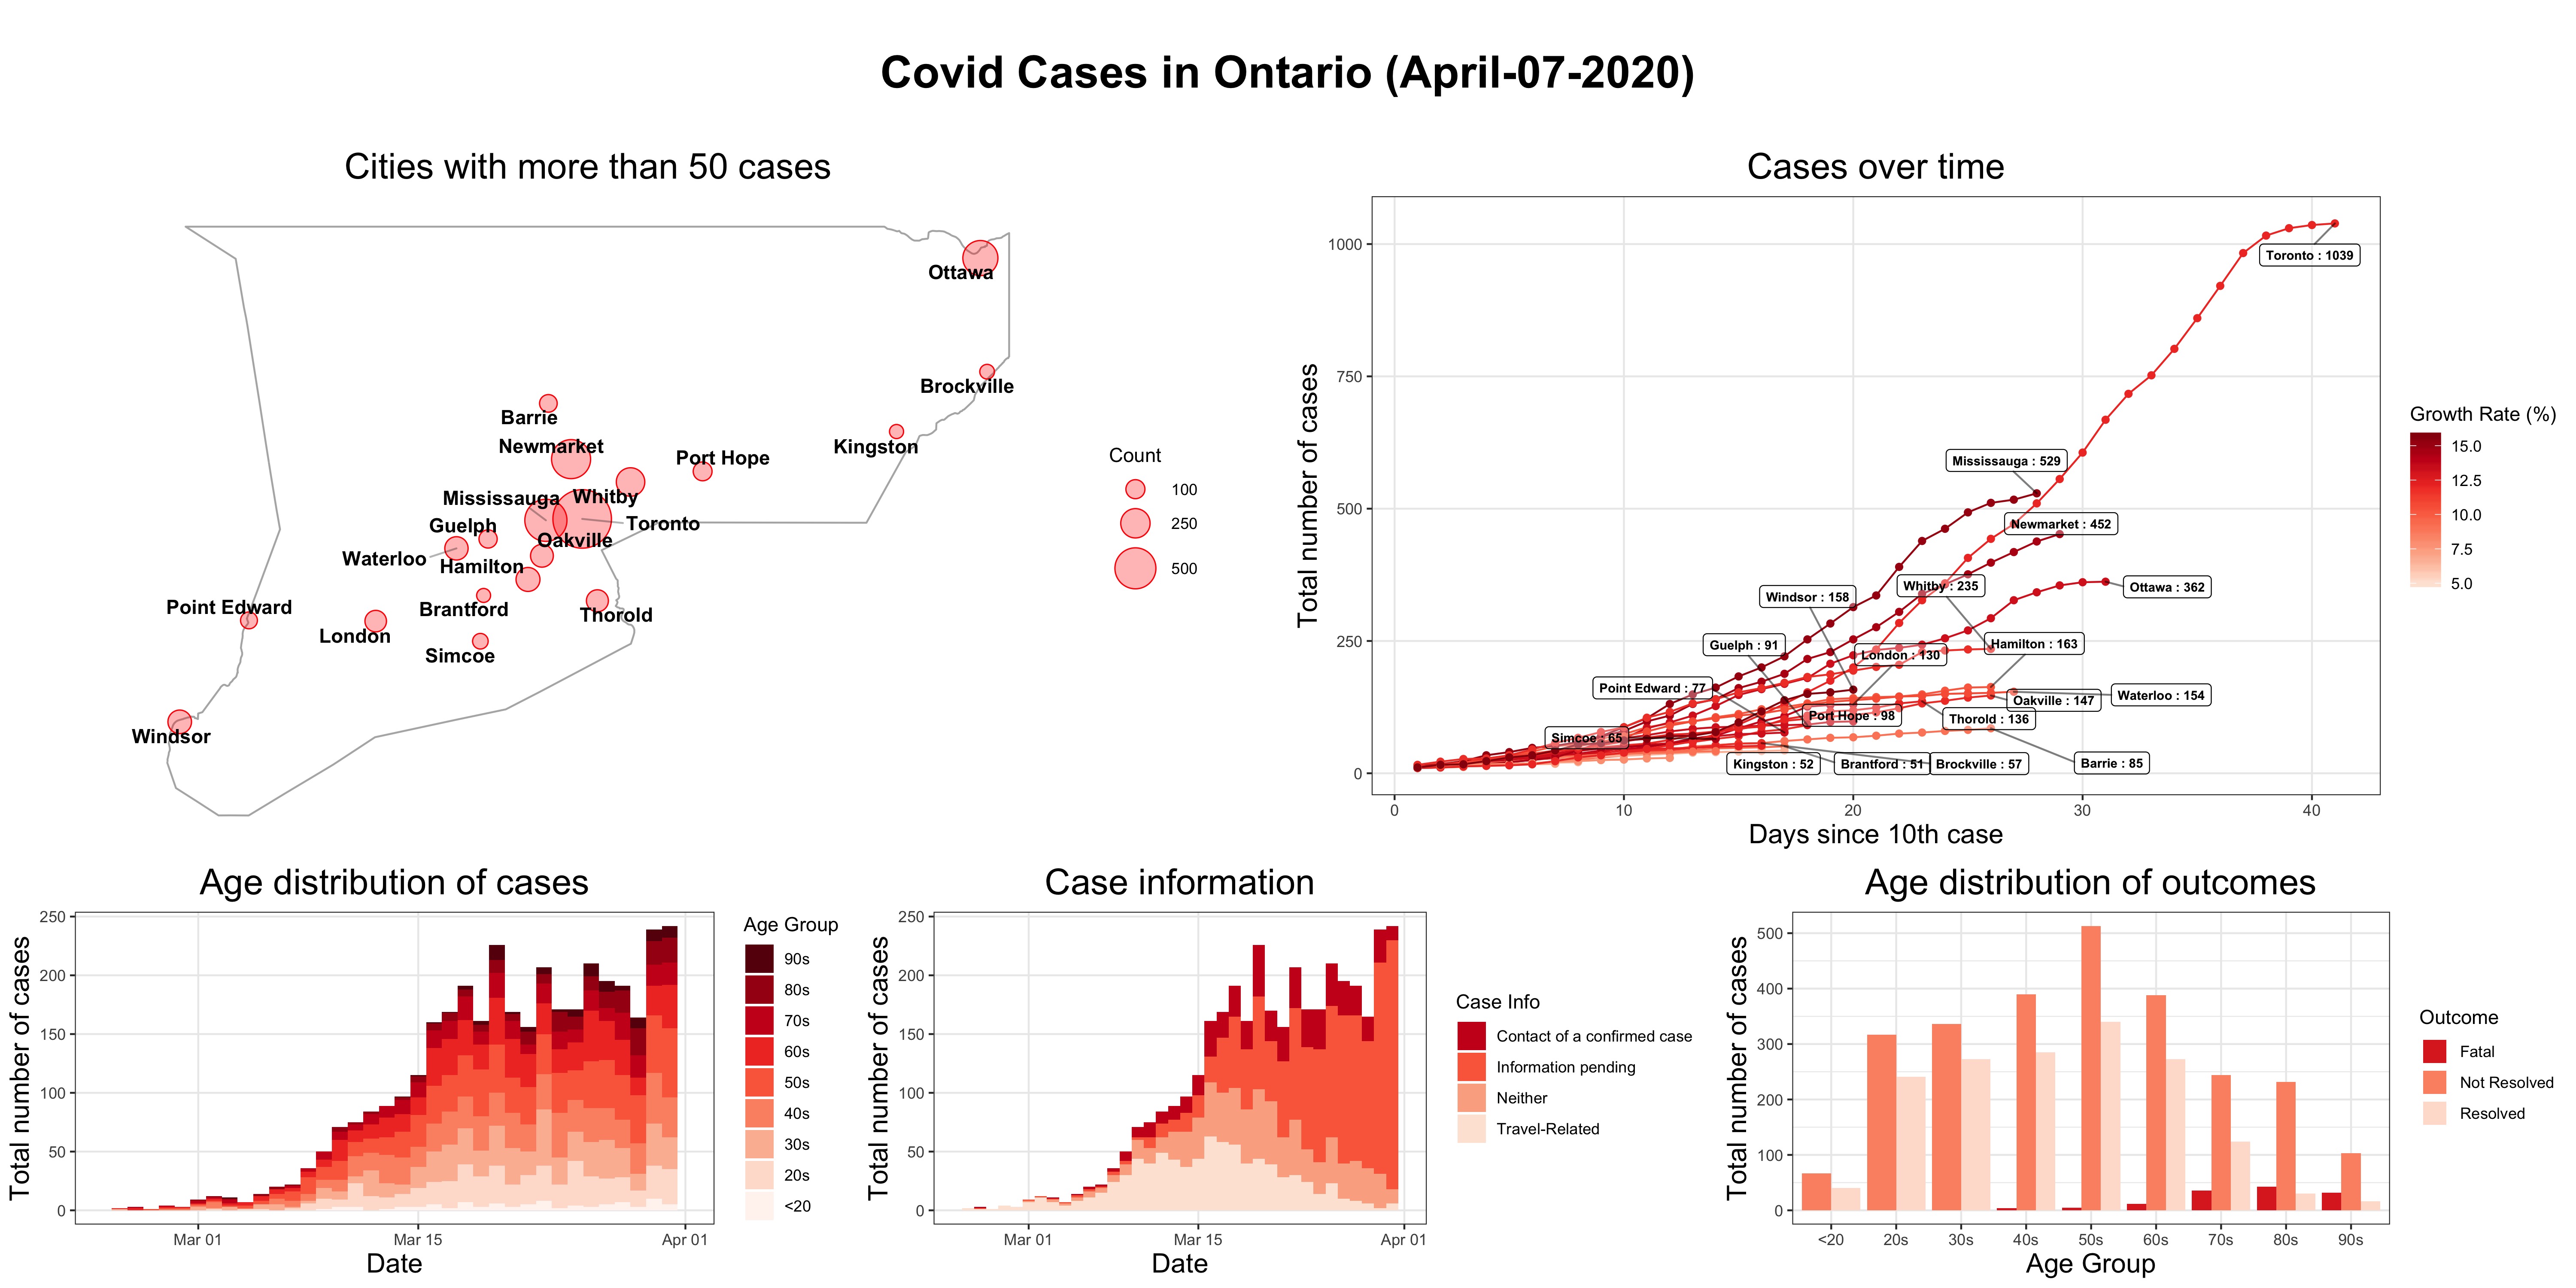 Covid Cases in Ontario (April-07-2020)
Cities with more than 50 cases
Ottawa
Brockville
Barrie
Newmarket
Kingston
Port Hope
Mississauga
Whitby
Toronto
Guelph
Oakville
Waterloo
Hamilton
Point Edward
Brantford
Thorold
London
Simcoe
Windsor
Count
100
250
500
Cases over time
Total number of cases
1000
750
500
250
0
Toronto : 1039
Mississauga : 529
Newmarket : 452
Ottawa : 362
Windsor : 158
Whitby : 235
Guelph : 91
London : 130
Hamilton : 163
Point Edward : 77
Waterloo : 154
Oakville : 147
Port Hope : 98
Thorold : 136
Simcoe : 65
Kingston : 52
Brantford : 51
Brockville : 57
Barrie : 85
0
10
20
30
40
Days since 10th case
Growth Rate (%)
15.0
12.5
10.0
7.5
5.0
Age distribution of cases
Total number of cases
250
200
150
100
50
0
Mar 01
Mar 15
Apr 01
Date
Age Group
90s
80s
70s
60s
50s
40s
30s
20s
<20
Case information
Total number of cases
250
200
150
100
50
0
Mar 01
Mar 15
Apr 01
Date
Case Info
Contact of a confirmed case
Information pending
Neither
Travel-Related
Age distribution of outcomes
Total number of cases
500
400
300
200
100
0
<20
20s
30s
40s
50s
60s
70s
80s
90s
Age Group
Outcome
Fatal
Not Resolved
Resolved